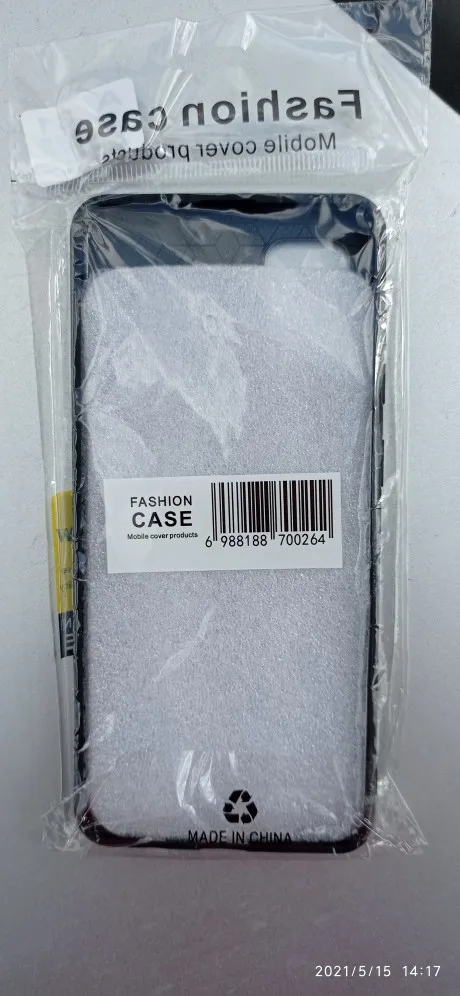 Fashion case
Mobile cover products
FASHION
CASE
Mobile cover products
6 988188 700264
W
MADE IN CHINA
2021/5/15 14:17